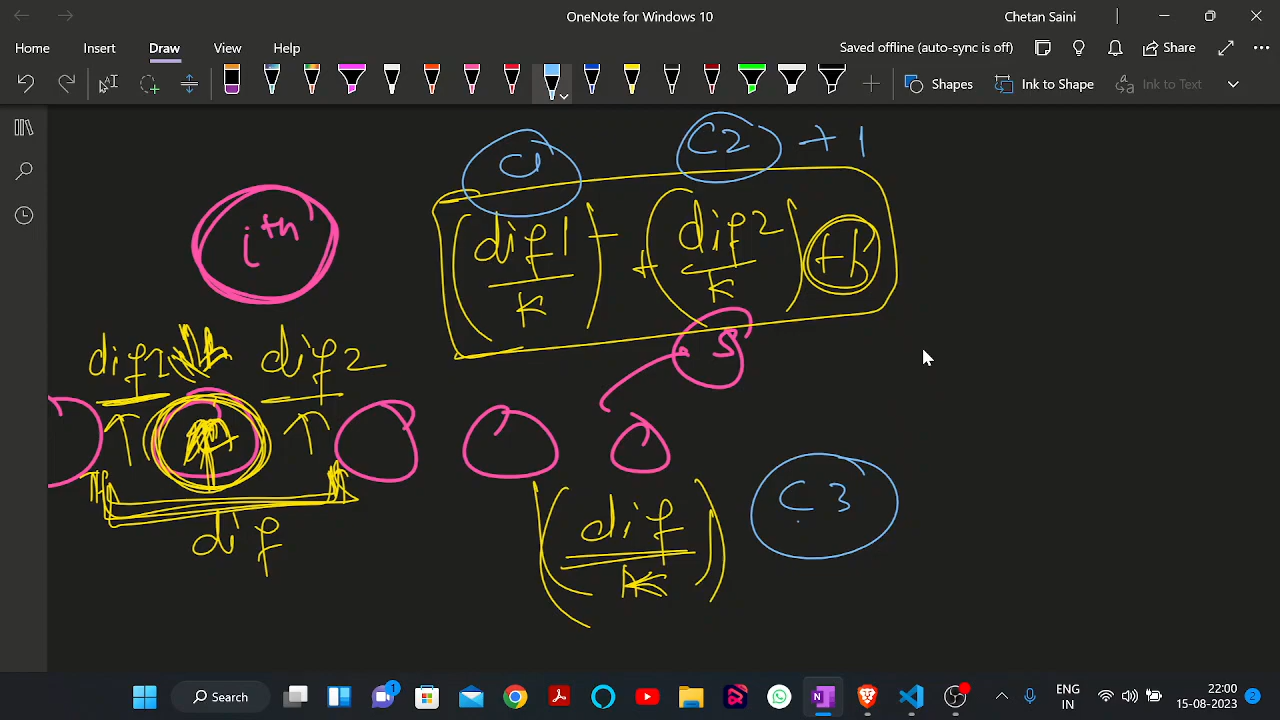 OneNote for Windows 10
Chetan Saini
Home Insert Draw View Help
Saved offline (auto-sync is off)
Share
Shapes
Ink to Shape
Ink to Text
C1 C2 + 1
ith
(dif1/K) + (dif2/K)
dif1 dif2
S
dif
(dif/K)
C3
Search
1
ENG
IN
22:00
15-08-2023
2